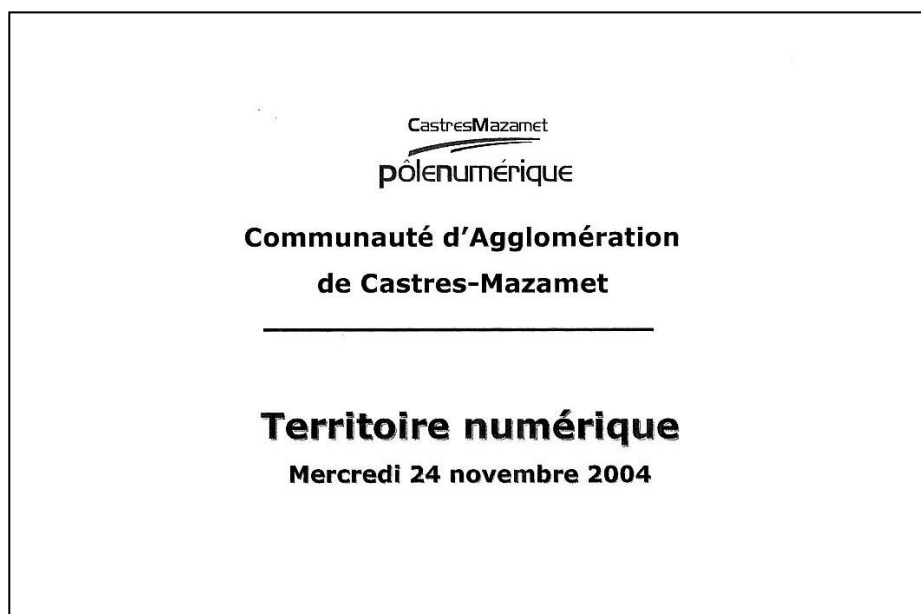 CastresMazamet
pôlenumérique
Communauté d'Agglomération
de Castres-Mazamet
Territoire numérique
Mercredi 24 novembre 2004